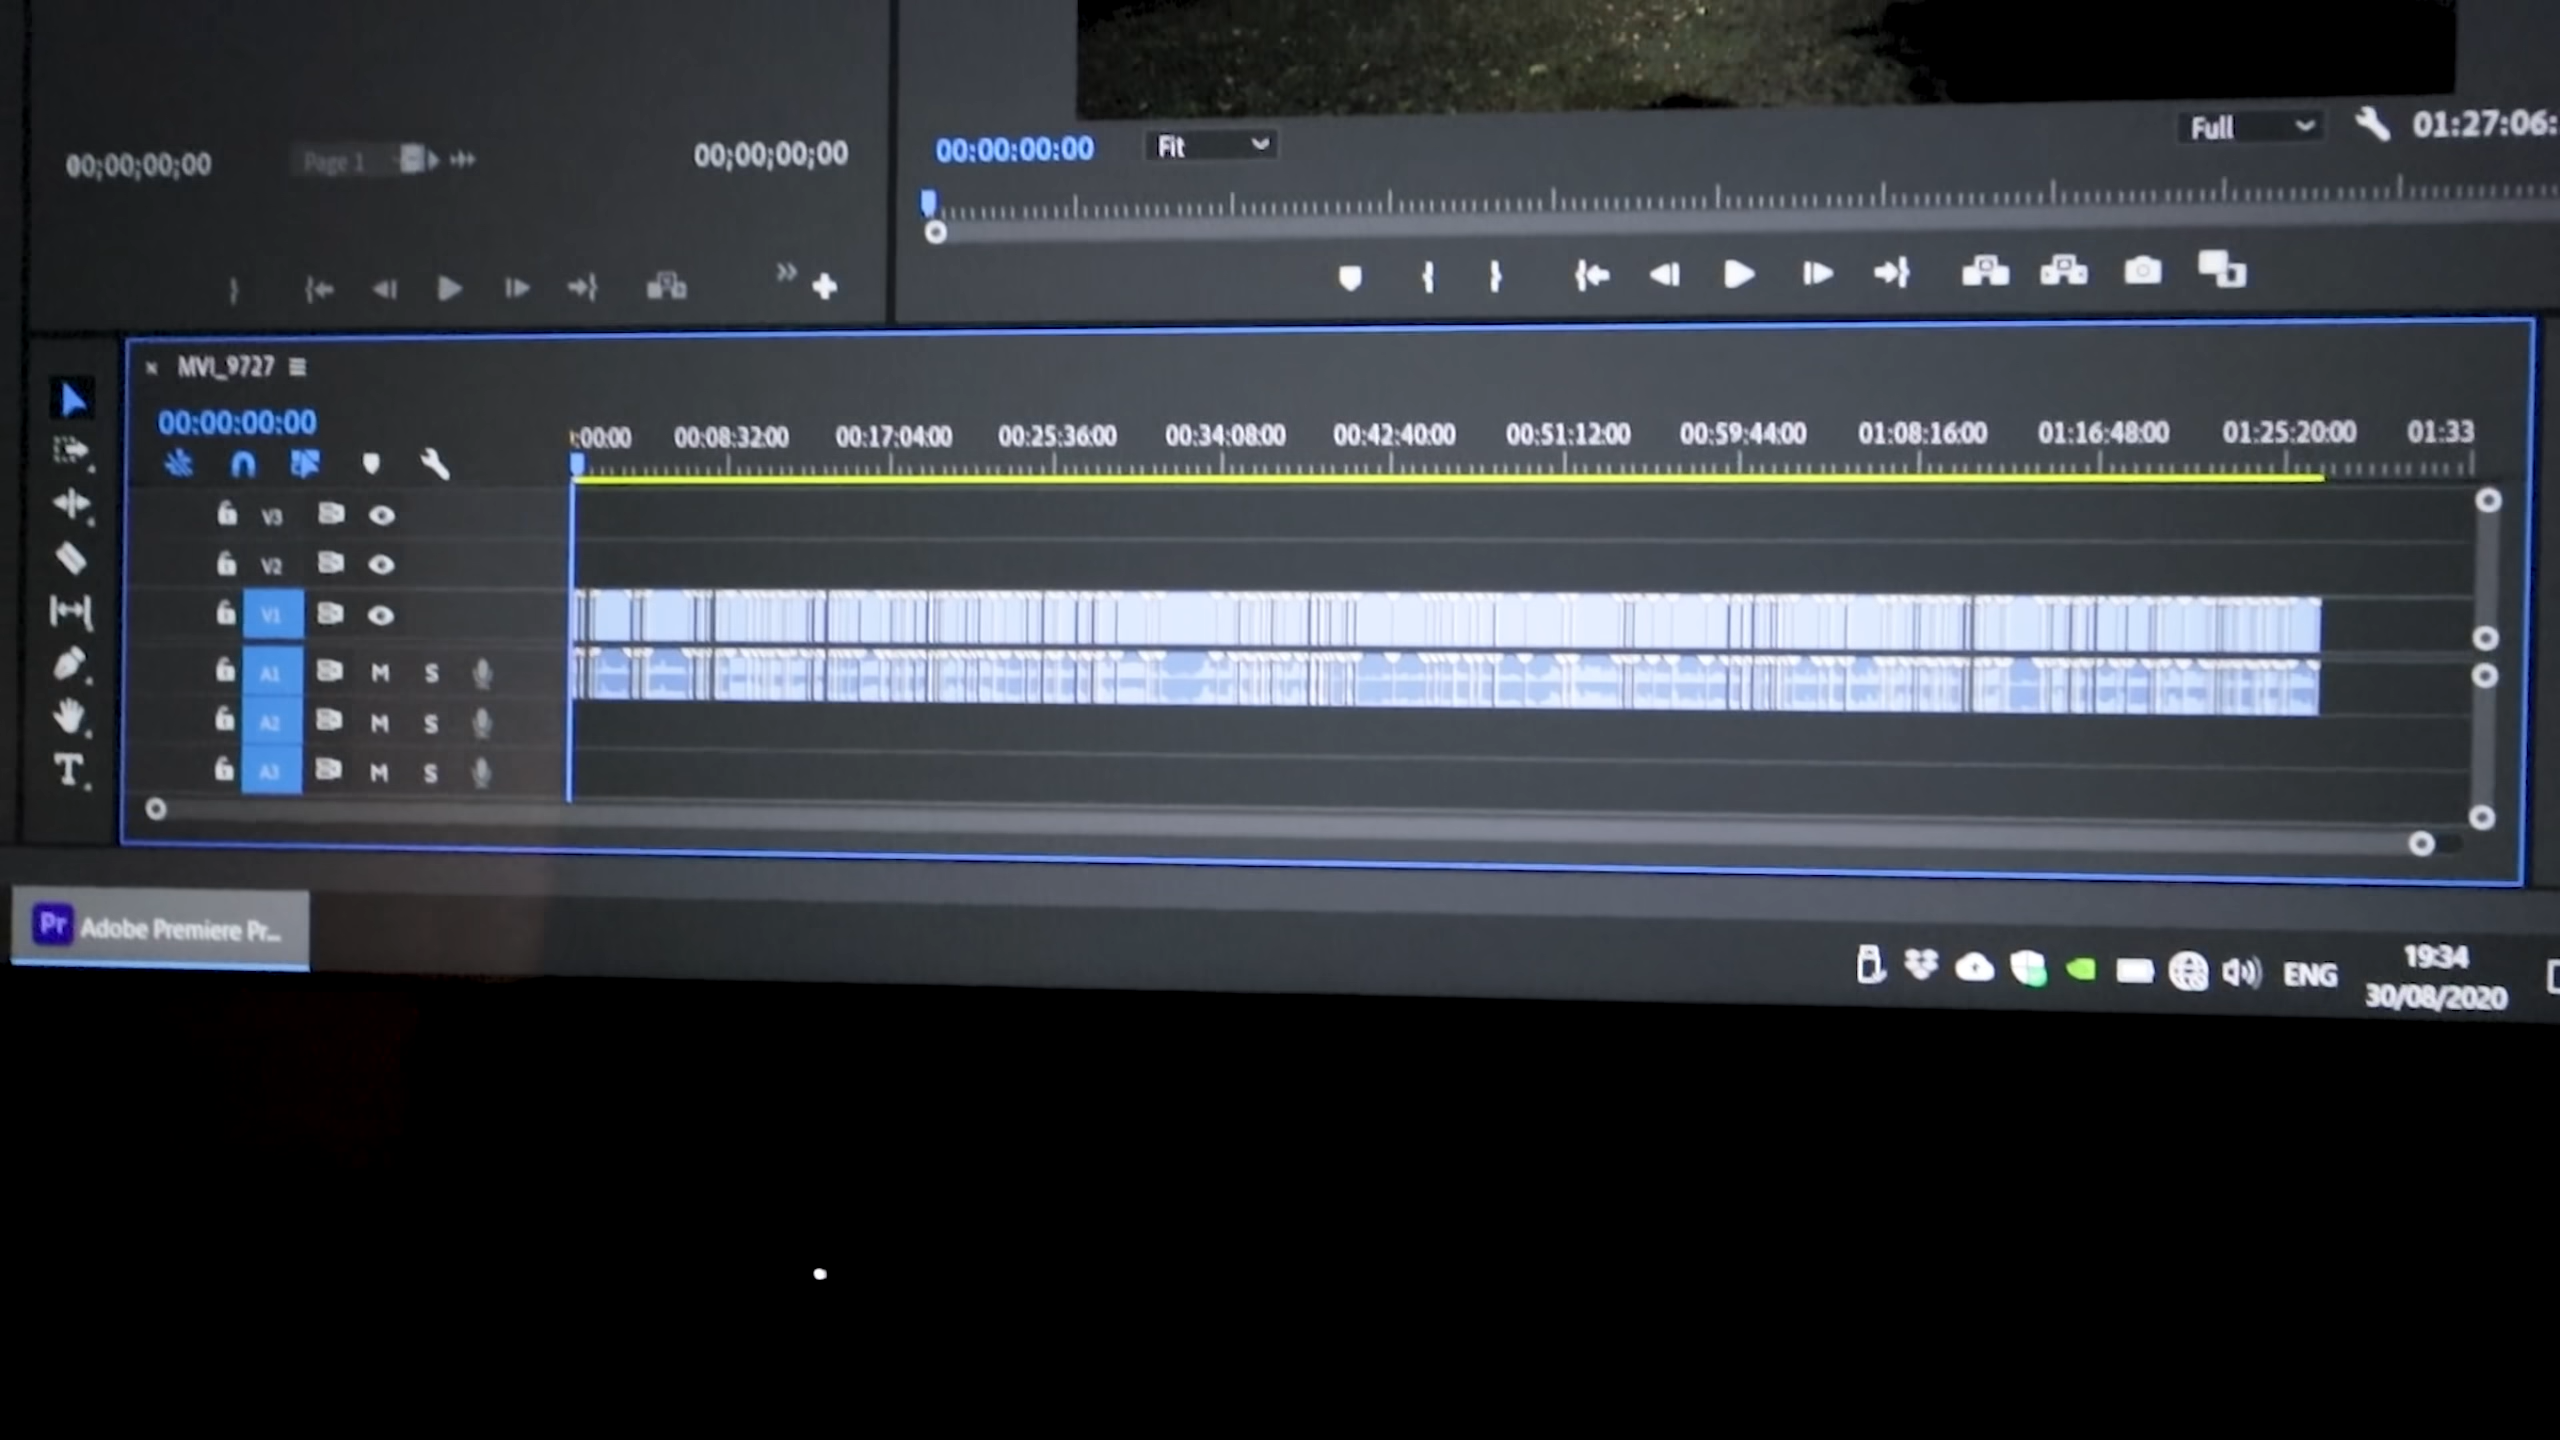 00;00;00;00
Page 1
00;00;00;00
00:00:00:00
Fit
Full
01:27:06:
MVI_9727
00:00:00:00
:00:00
00:08:32:00
00:17:04:00
00:25:36:00
00:34:08:00
00:42:40:00
00:51:12:00
00:59:44:00
01:08:16:00
01:16:48:00
01:25:20:00
01:33
V3
V2
V1
A1 M S
A2 M S
A3 M S
Pr Adobe Premiere Pr...
ENG
19:34
30/08/2020